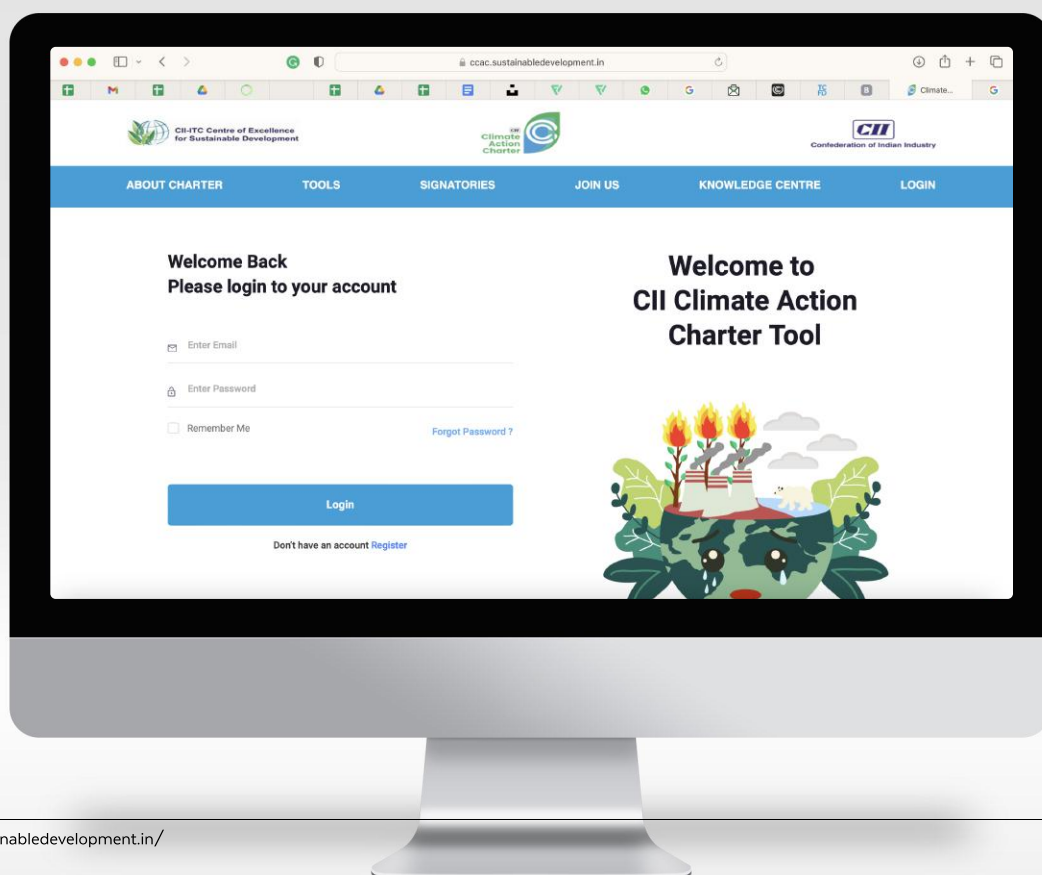 ccac.sustainabledevelopment.in
Climate...
CII-ITC Centre of Excellence
for Sustainable Development
CII
Climate
Action
Charter
CII
Confederation of Indian Industry
ABOUT CHARTER TOOLS SIGNATORIES JOIN US KNOWLEDGE CENTRE LOGIN
Welcome Back
Please login to your account
Enter Email
Enter Password
Remember Me
Forgot Password ?
Login
Don't have an account Register
Welcome to
CII Climate Action
Charter Tool
nabledevelopment.in/